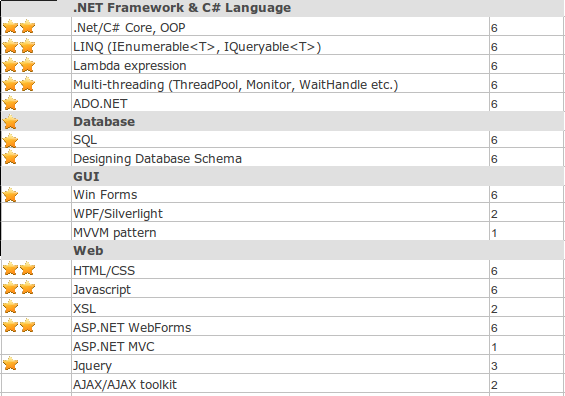 .NET Framework & C# Language
.Net/C# Core, OOP 6
LINQ (IEnumerable<T>, IQueryable<T>) 6
Lambda expression 6
Multi-threading (ThreadPool, Monitor, WaitHandle etc.) 6
ADO.NET 6
Database
SQL 6
Designing Database Schema 6
GUI
Win Forms 6
WPF/Silverlight 2
MVVM pattern 1
Web
HTML/CSS 6
Javascript 6
XSL 2
ASP.NET WebForms 6
ASP.NET MVC 1
Jquery 3
AJAX/AJAX toolkit 2